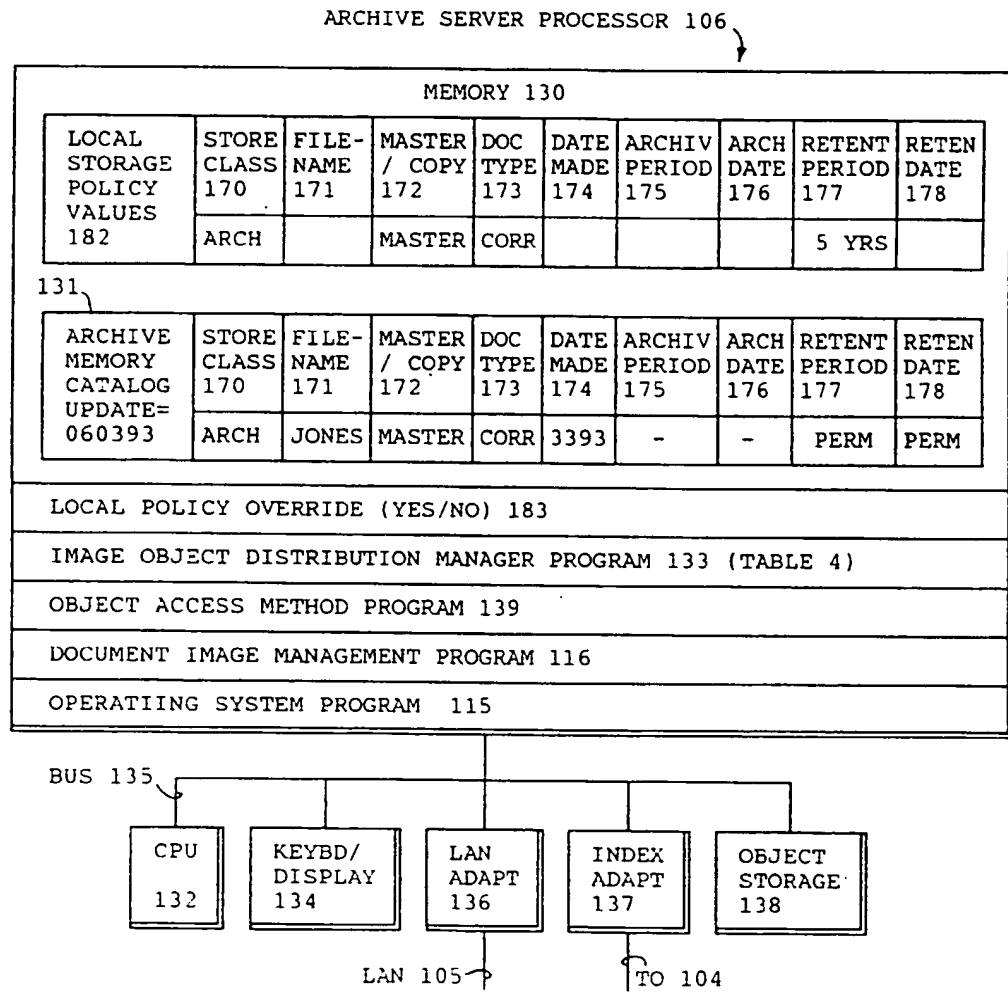 ARCHIVE SERVER PROCESSOR 106
MEMORY 130
LOCAL STORAGE POLICY VALUES 182
STORE CLASS 170
FILE-NAME 171
MASTER / COPY 172
DOC TYPE 173
DATE MADE 174
ARCHIV PERIOD 175
ARCH DATE 176
RETENT PERIOD 177
RETEN DATE 178
ARCH MASTER CORR 5 YRS
131
ARCHIVE MEMORY CATALOG UPDATE= 060393
STORE CLASS 170
FILE-NAME 171
MASTER / COPY 172
DOC TYPE 173
DATE MADE 174
ARCHIV PERIOD 175
ARCH DATE 176
RETENT PERIOD 177
RETEN DATE 178
ARCH JONES MASTER CORR 3393 - - PERM PERM
LOCAL POLICY OVERRIDE (YES/NO) 183
IMAGE OBJECT DISTRIBUTION MANAGER PROGRAM 133 (TABLE 4)
OBJECT ACCESS METHOD PROGRAM 139
DOCUMENT IMAGE MANAGEMENT PROGRAM 116
OPERATIING SYSTEM PROGRAM 115
BUS 135
CPU 132
KEYBD/ DISPLAY 134
LAN ADAPT 136
INDEX ADAPT 137
OBJECT STORAGE 138
LAN 105
TO 104